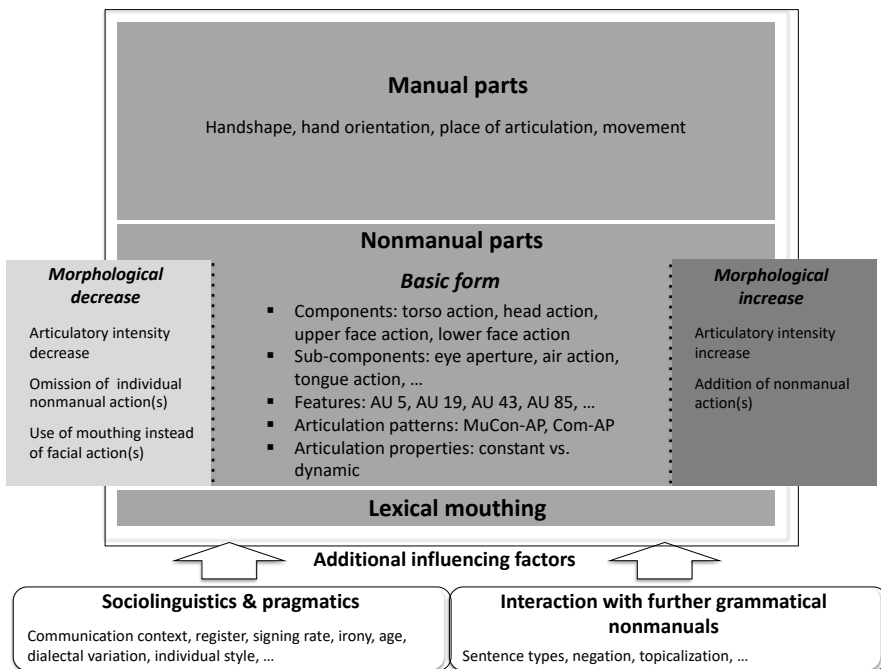 Manual parts
Handshape, hand orientation, place of articulation, movement
Nonmanual parts
Morphological
decrease
Articulatory intensity
decrease
Omission of individual
nonmanual action(s)
Use of mouthing instead
of facial action(s)
Basic form
▪ Components: torso action, head action,
upper face action, lower face action
▪ Sub-components: eye aperture, air action,
tongue action, …
▪ Features: AU 5, AU 19, AU 43, AU 85, …
▪ Articulation patterns: MuCon-AP, Com-AP
▪ Articulation properties: constant vs.
dynamic
Morphological
increase
Articulatory intensity
increase
Addition of nonmanual
action(s)
Lexical mouthing
Additional influencing factors
Sociolinguistics & pragmatics
Communication context, register, signing rate, irony, age,
dialectal variation, individual style, …
Interaction with further grammatical
nonmanuals
Sentence types, negation, topicalization, …